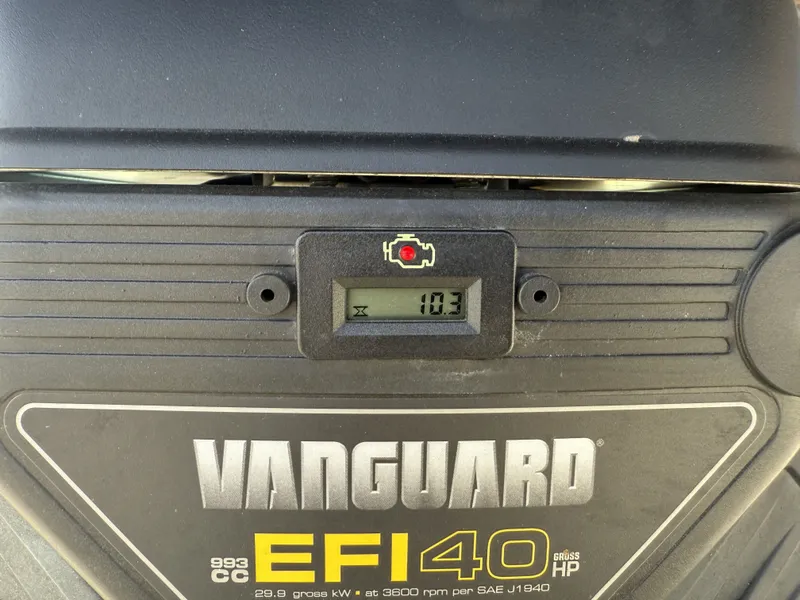 10.3
VANGUARD®
993 CC EFI 40 GROSS HP
29.9 gross kW • at 3600 rpm per SAE J1940